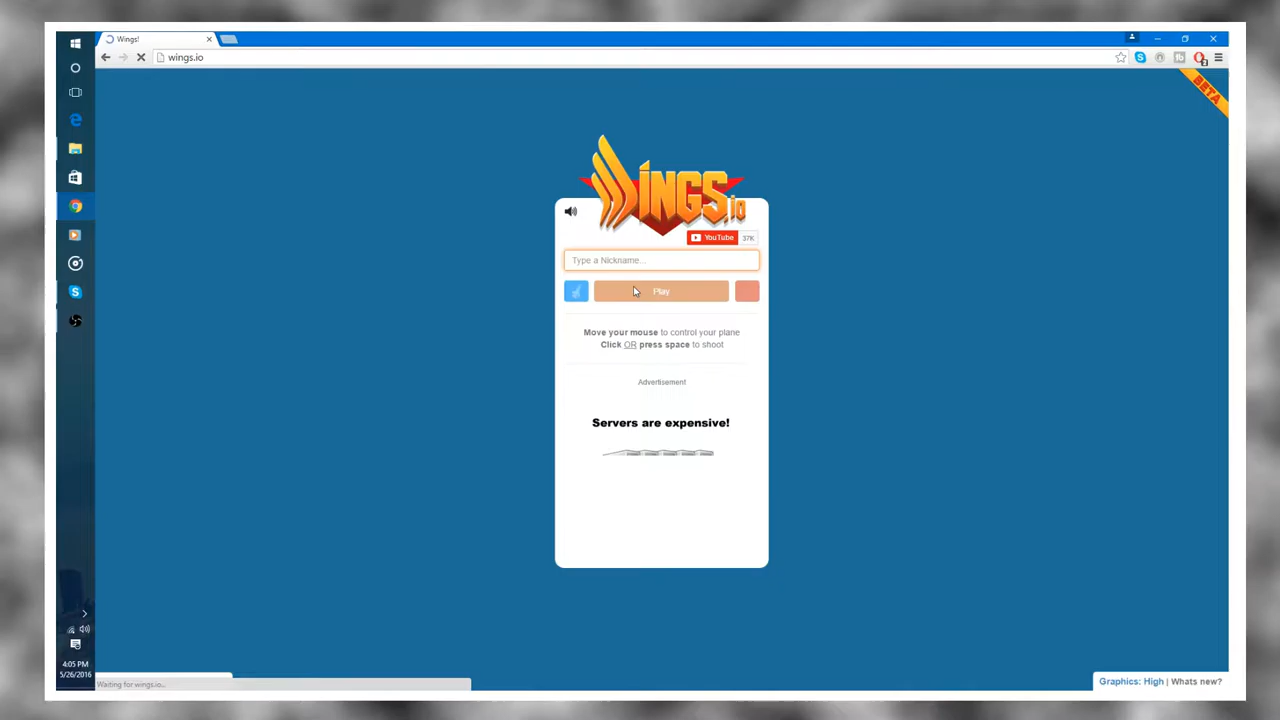 Wings!
wings.io
BETA
WINGS.io
YouTube 37K
Type a Nickname...
Play
Move your mouse to control your plane
Click OR press space to shoot
Advertisement
Servers are expensive!
4:05 PM
5/26/2016
Waiting for wings.io...
Graphics: High | Whats new?